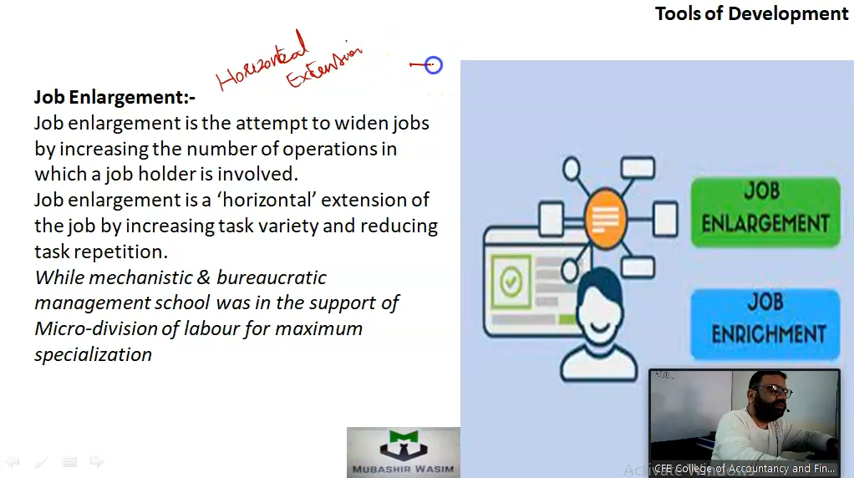 Tools of Development
Horizontal
Extension
Job Enlargement:-
Job enlargement is the attempt to widen jobs
by increasing the number of operations in
which a job holder is involved.
Job enlargement is a ‘horizontal’ extension of
the job by increasing task variety and reducing
task repetition.
While mechanistic & bureaucratic
management school was in the support of
Micro-division of labour for maximum
specialization
JOB
ENLARGEMENT
JOB
ENRICHMENT
MUBASHIR WASIM
Activate Windows
CFE College of Accountancy and Fin...